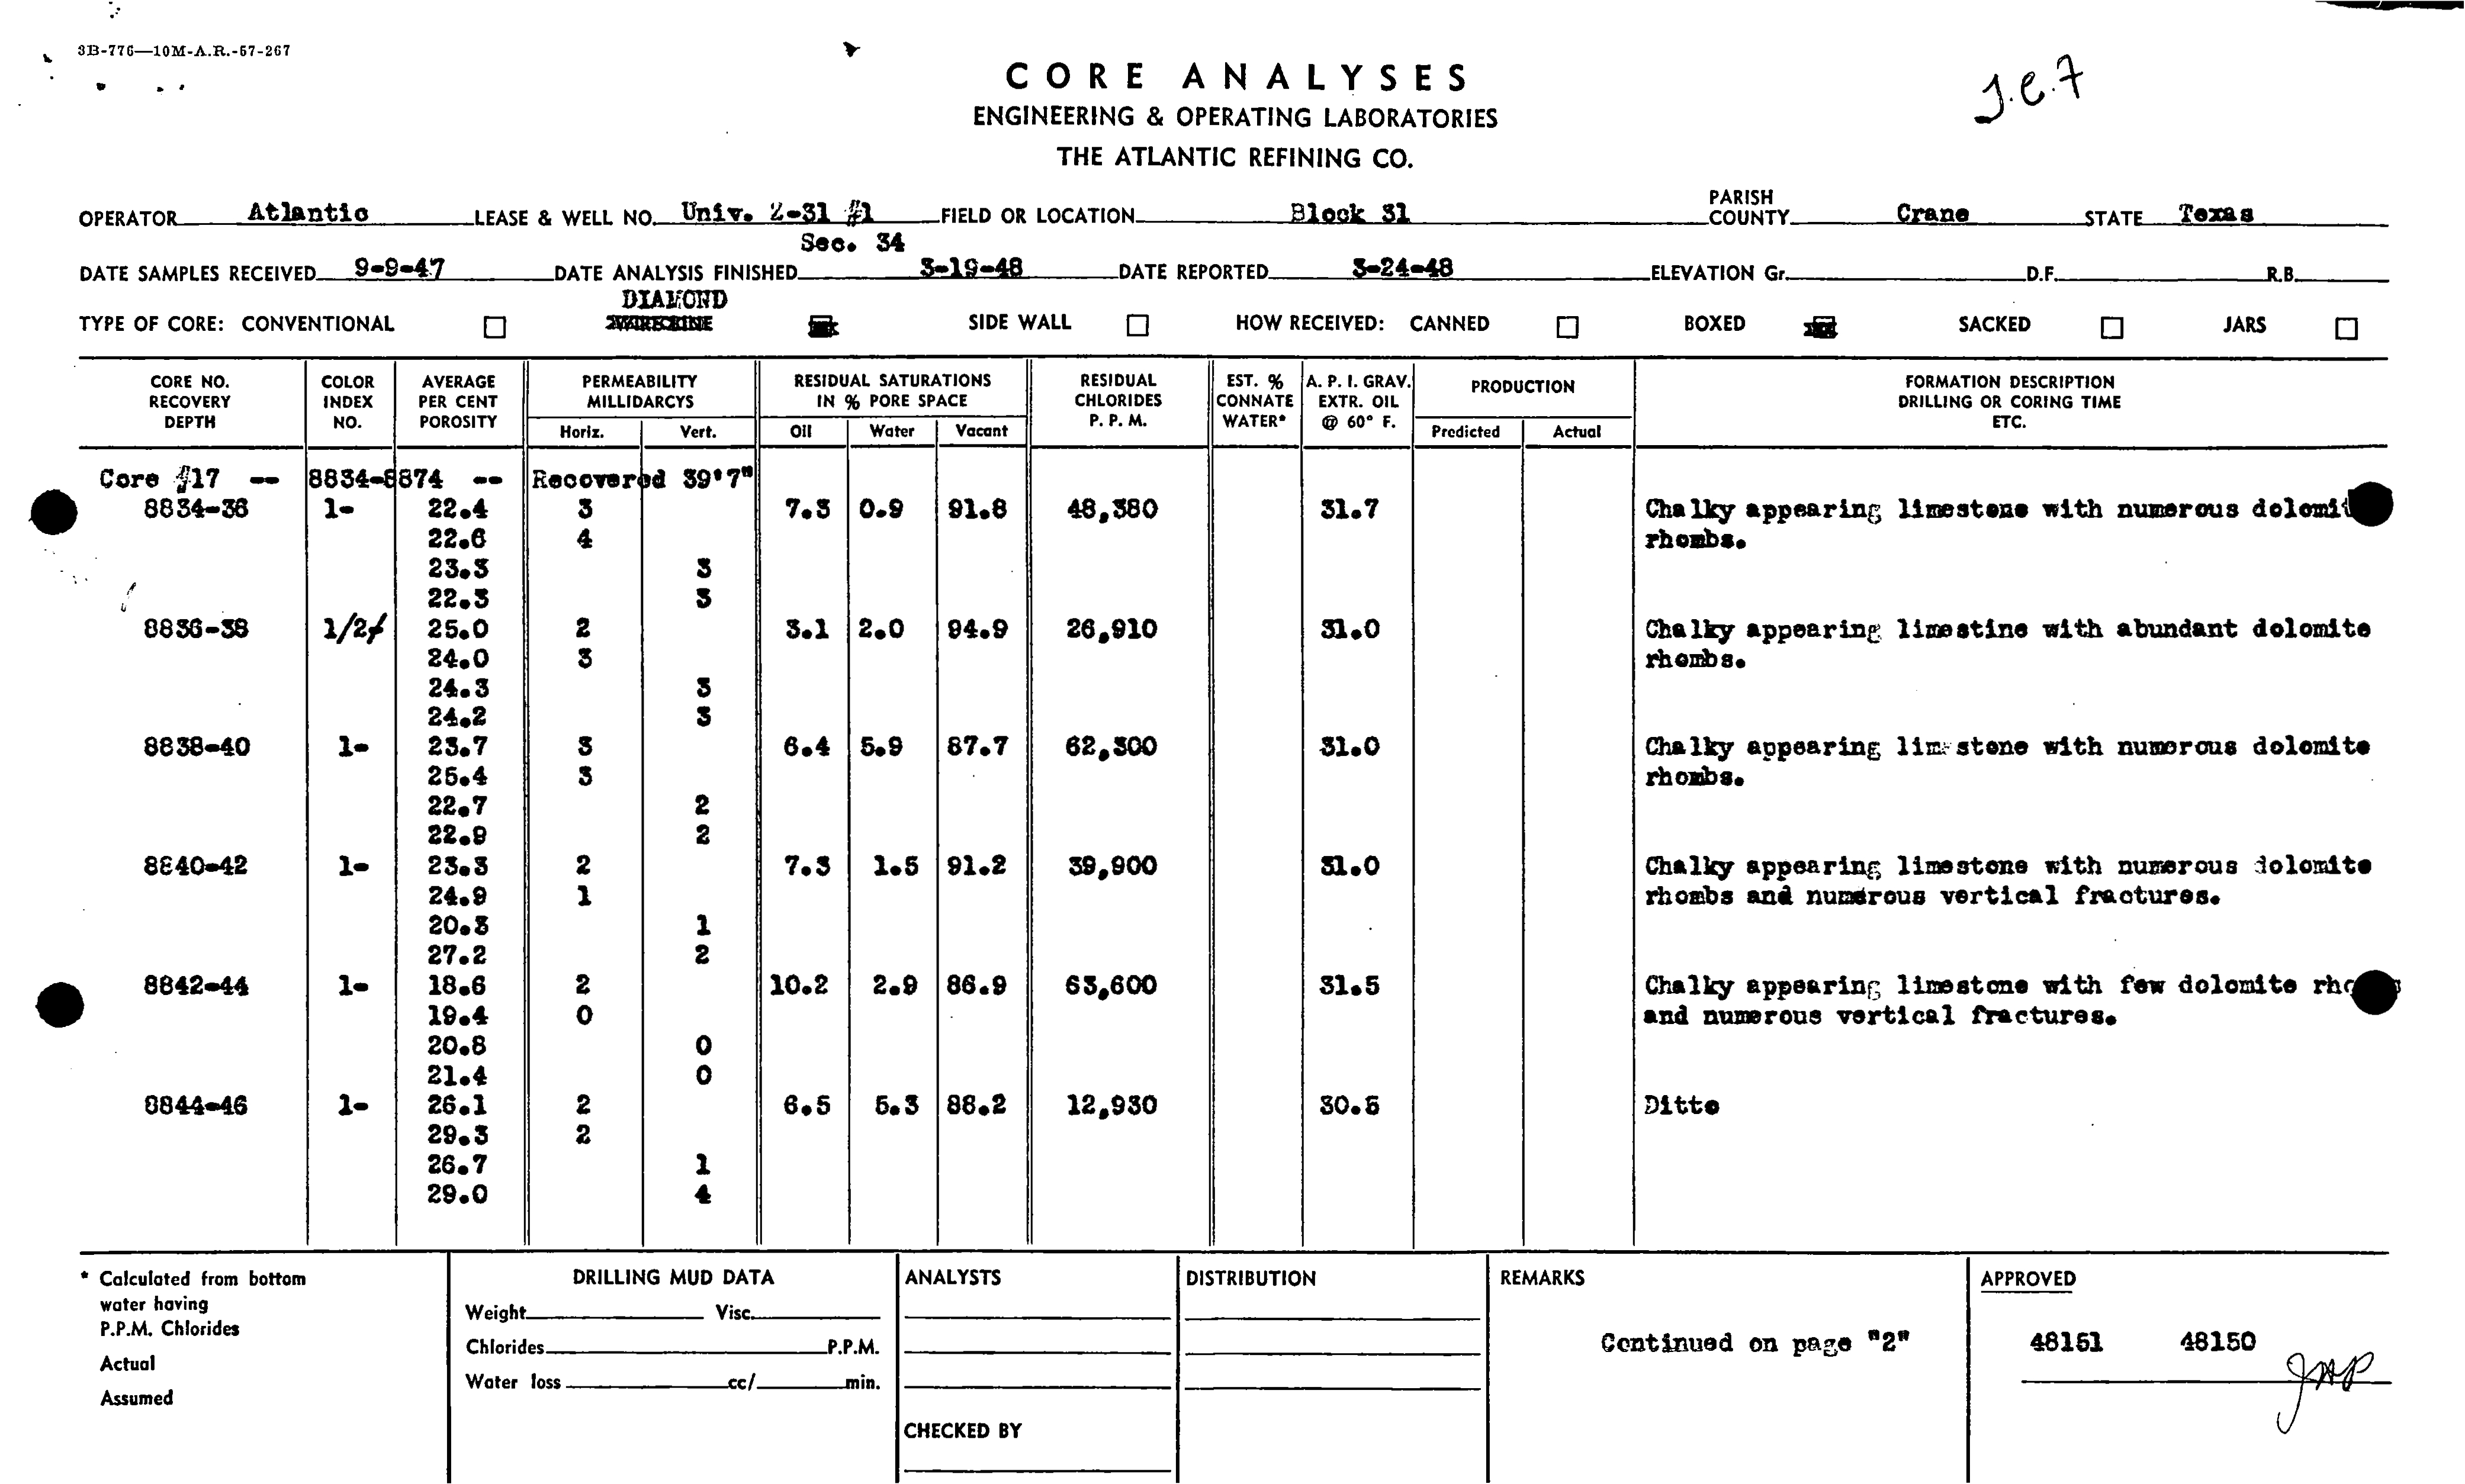 3B-776—10M-A.R.-67-267
J.C.7
CORE ANALYSES
ENGINEERING & OPERATING LABORATORIES
THE ATLANTIC REFINING CO.
OPERATOR Atlantic LEASE & WELL NO. Univ. 2-31 #1 FIELD OR LOCATION Block 31 PARISH COUNTY Crane STATE Texas
Sec. 34
DATE SAMPLES RECEIVED 9-9-47 DATE ANALYSIS FINISHED 3-19-48 DATE REPORTED 3-24-48 ELEVATION Gr. D.F. R.B.
DIAMOND
TYPE OF CORE: CONVENTIONAL SIDE WALL HOW RECEIVED: CANNED BOXED SACKED JARS
CORE NO. RECOVERY DEPTH COLOR INDEX NO. AVERAGE PER CENT POROSITY PERMEABILITY MILLIDARCYS Horiz. Vert. RESIDUAL SATURATIONS IN % PORE SPACE Oil Water Vacant RESIDUAL CHLORIDES P. P. M. EST. % CONNATE WATER* A. P. I. GRAV. EXTR. OIL @ 60° F. PRODUCTION Predicted Actual FORMATION DESCRIPTION DRILLING OR CORING TIME ETC.
Core #17 -- 8834-8874 -- Recovered 39'7"
8834-36 1- 22.4 3 7.3 0.9 91.8 48,380 31.7 Chalky appearing limestone with numerous
22.6 4 rhombs.
23.3 3
22.3 3
8836-38 1/2+ 25.0 2 3.1 2.0 94.9 26,910 31.0 Chalky appearing limestine with abundant dolomite
24.0 3 rhombs.
24.3 3
24.2 3
8838-40 1- 23.7 3 6.4 5.9 87.7 62,300 31.0 Chalky appearing limestone with numerous dolomite
25.4 3 rhombs.
22.7 2
22.9 2
8840-42 1- 23.3 2 7.3 1.5 91.2 39,900 31.0 Chalky appearing limestone with numerous dolomite
24.9 1 rhombs and numerous vertical fractures.
20.3 1
27.2 2
8842-44 1- 18.6 2 10.2 2.9 86.9 63,600 31.5 Chalky appearing limestone with few dolomite
19.4 0 and numerous vertical fractures.
20.8 0
21.4 0
8844-46 1- 26.1 2 6.5 5.3 88.2 12,930 30.5 Ditto
29.3 2
26.7 1
29.0 4
* Calculated from bottom water having P.P.M. Chlorides
Actual
Assumed
DRILLING MUD DATA
Weight Visc.
Chlorides P.P.M.
Water loss cc/ min.
ANALYSTS
CHECKED BY
DISTRIBUTION
REMARKS
Continued on page "2"
APPROVED
48151 48150